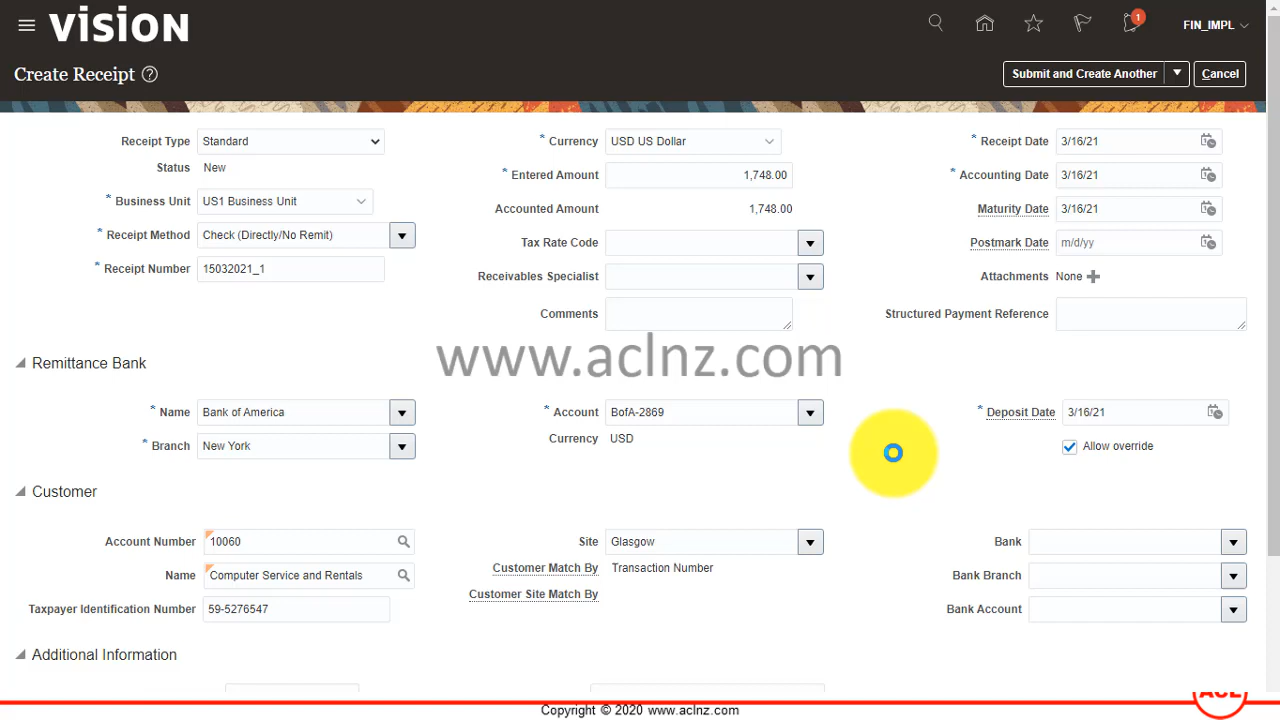 vision
1
FIN_IMPL
Create Receipt ?
Submit and Create Another
Cancel
Receipt Type Standard
Status New
* Business Unit US1 Business Unit
* Receipt Method Check (Directly/No Remit)
* Receipt Number 15032021_1
* Currency USD US Dollar
* Entered Amount 1,748.00
Accounted Amount 1,748.00
Tax Rate Code
Receivables Specialist
Comments
* Receipt Date 3/16/21
* Accounting Date 3/16/21
Maturity Date 3/16/21
Postmark Date m/d/yy
Attachments None
Structured Payment Reference
www.aclnz.com
Remittance Bank
* Name Bank of America
* Branch New York
* Account BofA-2869
Currency USD
* Deposit Date 3/16/21
Allow override
Customer
Account Number 10060
Name Computer Service and Rentals
Taxpayer Identification Number 59-5276547
Site Glasgow
Customer Match By Transaction Number
Customer Site Match By
Bank
Bank Branch
Bank Account
Additional Information
ACL
Copyright © 2020 www.aclnz.com